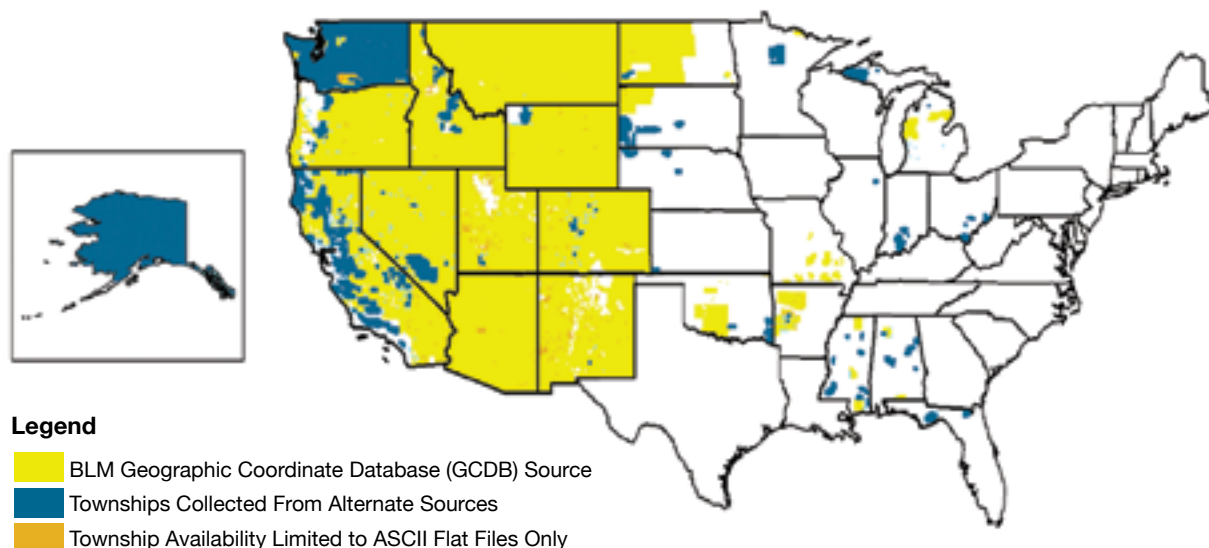 Legend
BLM Geographic Coordinate Database (GCDB) Source
Townships Collected From Alternate Sources
Township Availability Limited to ASCII Flat Files Only